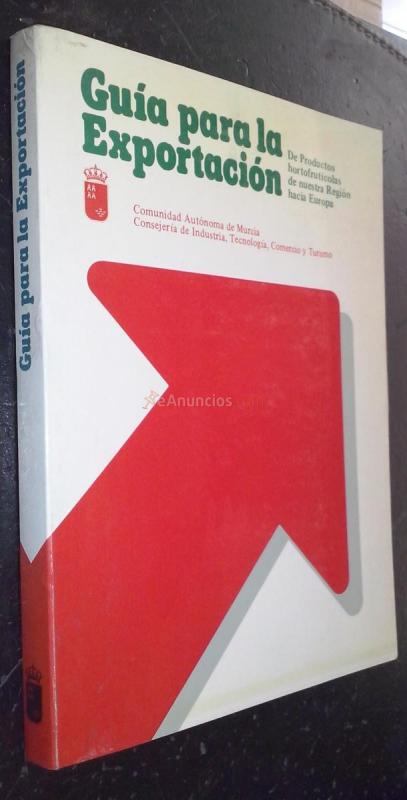 Guía para la Exportación
Guía para la
Exportación
De Productos
hortofrutícolas
de nuestra Región
hacia Europa
Comunidad Autónoma de Murcia
Consejería de Industria, Tecnología, Comercio y Turismo
eAnuncios.com